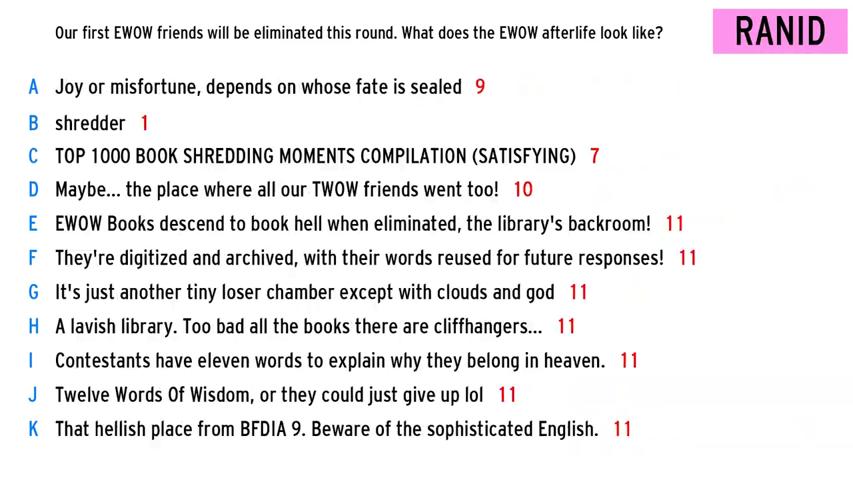 Our first EWOW friends will be eliminated this round. What does the EWOW afterlife look like?
RANID
A Joy or misfortune, depends on whose fate is sealed 9
B shredder 1
C TOP 1000 BOOK SHREDDING MOMENTS COMPILATION (SATISFYING) 7
D Maybe... the place where all our TWOW friends went too! 10
E EWOW Books descend to book hell when eliminated, the library's backroom! 11
F They're digitized and archived, with their words reused for future responses! 11
G It's just another tiny loser chamber except with clouds and god 11
H A lavish library. Too bad all the books there are cliffhangers... 11
I Contestants have eleven words to explain why they belong in heaven. 11
J Twelve Words Of Wisdom, or they could just give up lol 11
K That hellish place from BFDIA 9. Beware of the sophisticated English. 11